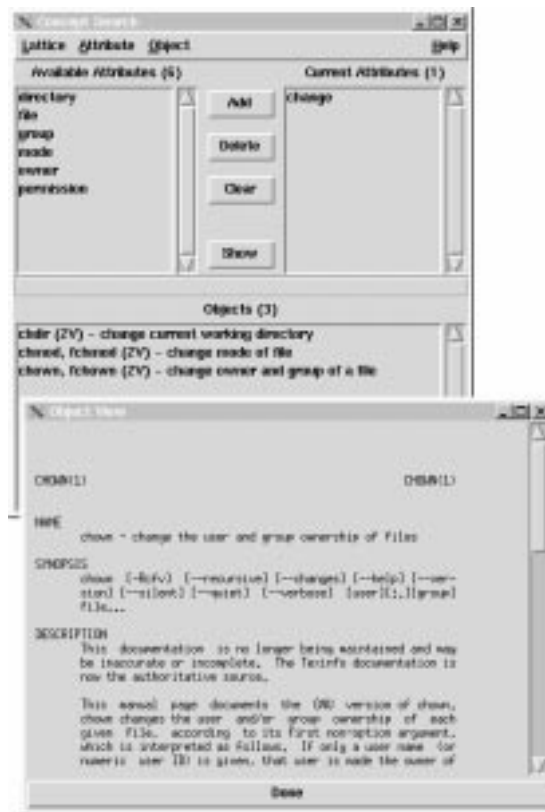 Concept Search
Lattice Attribute Object Help
Available Attributes (6) Current Attributes (1)
directory
file
group
mode
owner
permission
Add
Delete
Clear
Show
change
Objects (3)
chdir (2V) - change current working directory
chmod, fchmod (2V) - change mode of file
chown, fchown (2V) - change owner and group of a file
Object View
CHOWN(1) CHOWN(1)
NAME
chown - change the user and group ownership of files
SYNOPSIS
chown [-Rcfv] [--recursive] [--changes] [--help] [--ver-
sion] [--silent] [--quiet] [--verbose] [user][:.][group]
file...
DESCRIPTION
This documentation is no longer being maintained and may
be inaccurate or incomplete. The Texinfo documentation is
now the authoritative source.
This manual page documents the GNU version of chown.
chown changes the user and/or group ownership of each
given file, according to its first non-option argument,
which is interpreted as follows. If only a user name (or
numeric user ID) is given, that user is made the owner of
Done